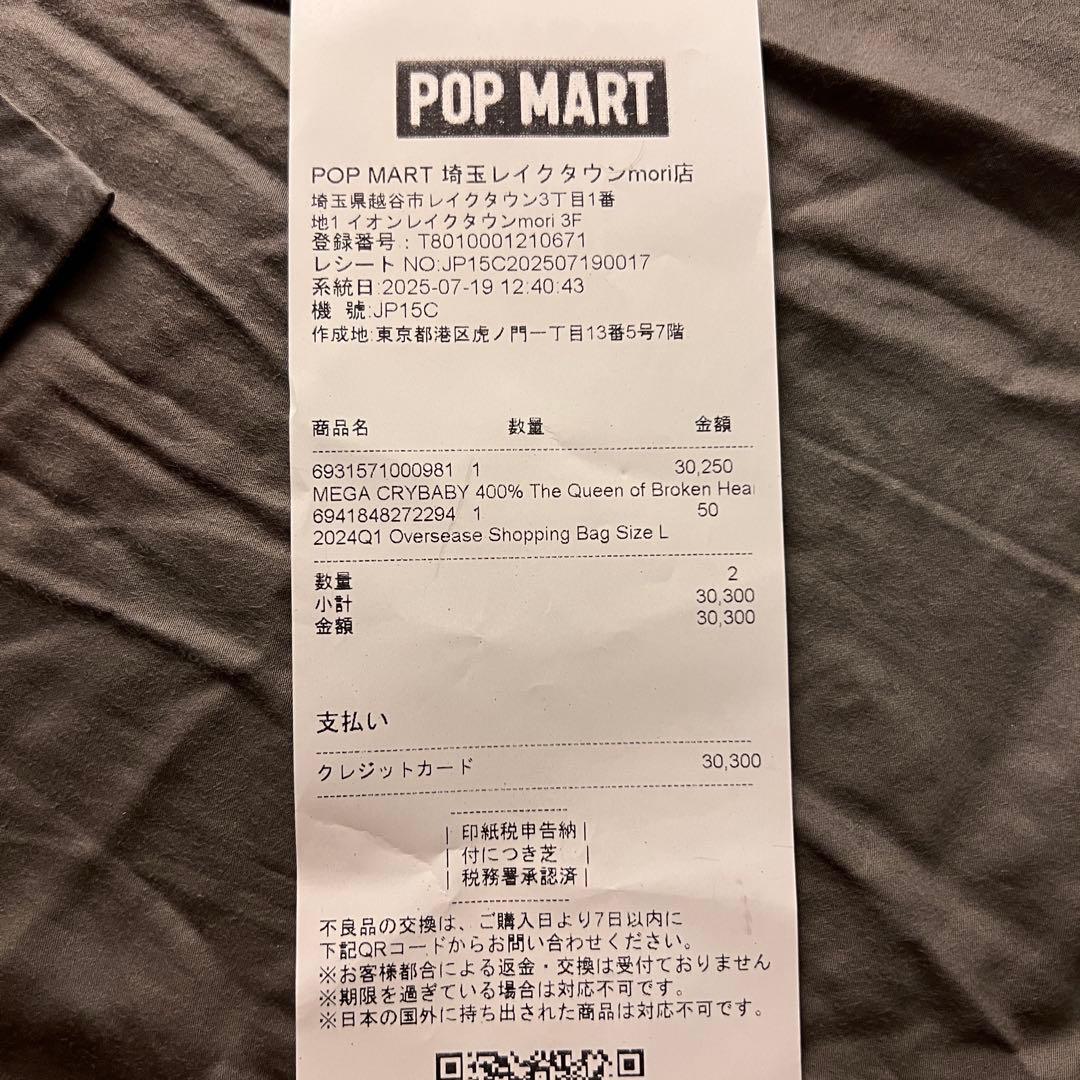 POP MART
POP MART 埼玉レイクタウンmori店
埼玉県越谷市レイクタウン3丁目1番
地1 イオンレイクタウンmori 3F
登録番号：T8010001210671
レシート NO:JP15C202507190017
系統日:2025-07-19 12:40:43
機 號:JP15C
作成地:東京都港区虎ノ門一丁目13番5号7階
商品名 数量 金額
6931571000981 1 30,250
MEGA CRYBABY 400% The Queen of Broken Hear
6941848272294 1 50
2024Q1 Oversease Shopping Bag Size L
数量 2
小計 30,300
金額 30,300
支払い
クレジットカード 30,300
印紙税申告納
付につき芝
税務署承認済
不良品の交換は、ご購入日より7日以内に
下記QRコードからお問い合わせください。
※お客様都合による返金・交換は受付ておりません
※期限を過ぎている場合は対応不可です。
※日本の国外に持ち出された商品は対応不可です。